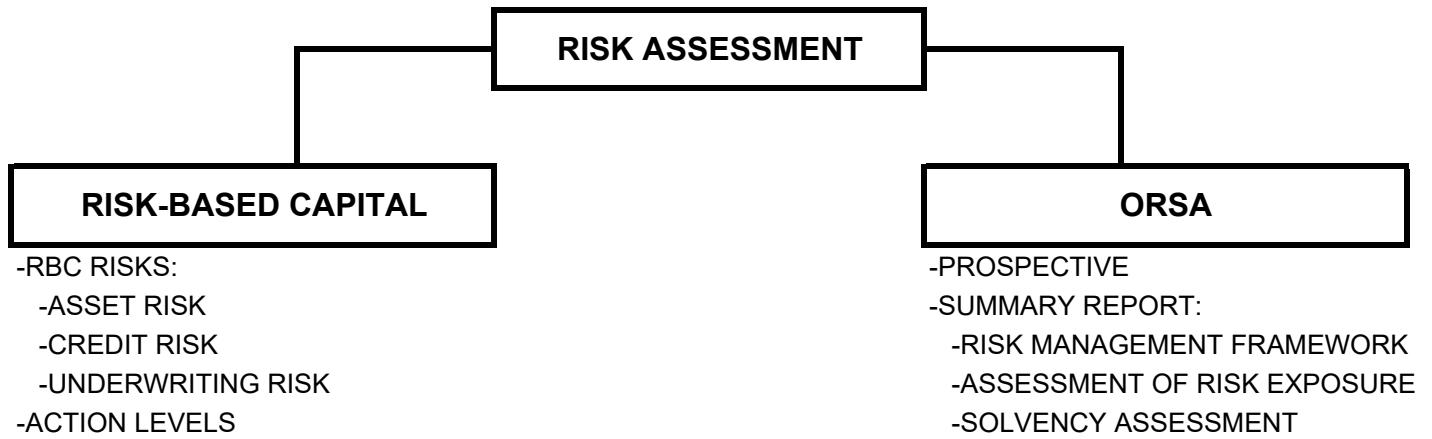 RISK ASSESSMENT
RISK-BASED CAPITAL
-RBC RISKS:
-ASSET RISK
-CREDIT RISK
-UNDERWRITING RISK
-ACTION LEVELS
ORSA
-PROSPECTIVE
-SUMMARY REPORT:
-RISK MANAGEMENT FRAMEWORK
-ASSESSMENT OF RISK EXPOSURE
-SOLVENCY ASSESSMENT